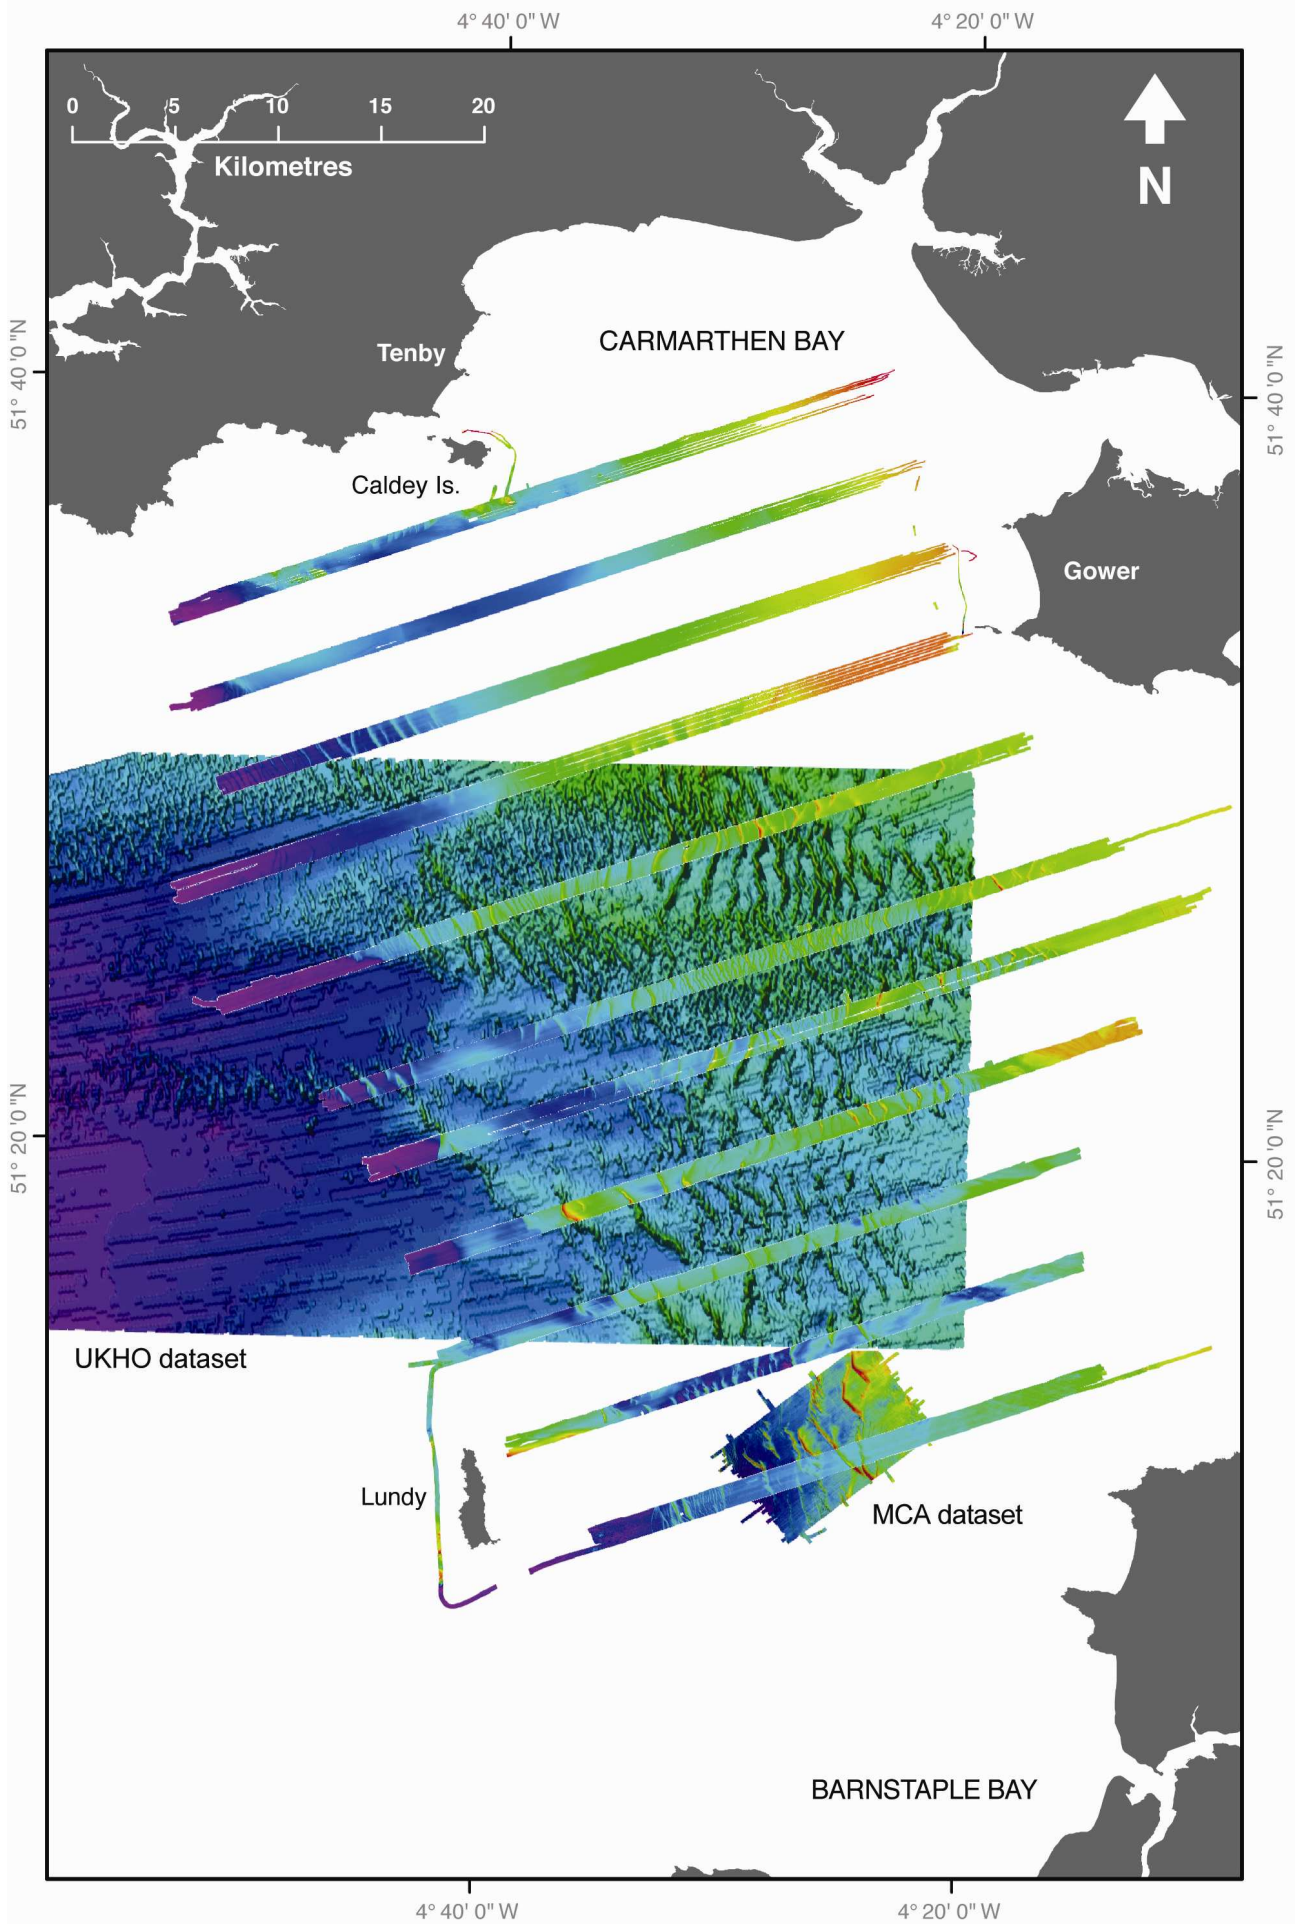 4° 40' 0" W
4° 20' 0" W
0 5 10 15 20
Kilometres
N
CARMARTHEN BAY
Tenby
51° 40' 0" N
51° 40' 0" N
Caldey Is.
Gower
51° 20' 0" N
51° 20' 0" N
UKHO dataset
Lundy
MCA dataset
BARNSTAPLE BAY
4° 40' 0" W
4° 20' 0" W